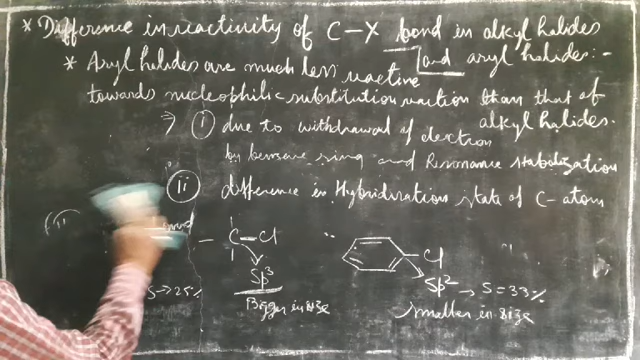 * Difference in reactivity of C-X bond in alkyl halides
and aryl halides:-
* Aryl halides are much less reactive
towards nucleophilic substitution reaction than that of
alkyl halides.
⇒ (i) due to withdrawal of electron
by benzene ring and Resonance stabilization
(ii) difference in Hybridization state of C-atom
- C-Cl
Cl
Sp³
Sp² → S=33%
S→25%
Bigger in size
smaller in size